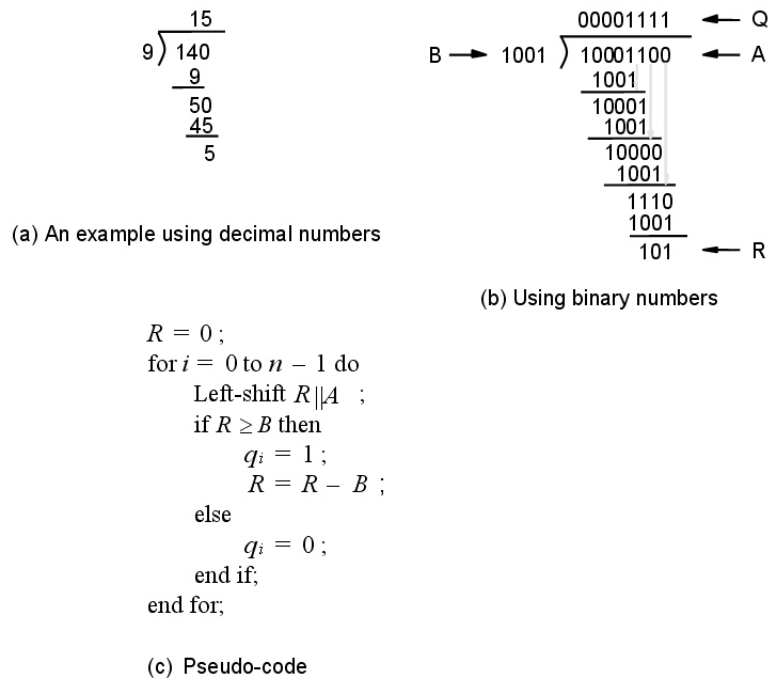 15
9 ) 140
9
50
45
5
(a) An example using decimal numbers
00001111 Q
B 1001 ) 10001100 A
1001
10001
1001
10000
1001
1110
1001
101 R
(b) Using binary numbers
R = 0 ;
for i = 0 to n – 1 do
Left-shift R||A ;
if R ≥ B then
qi = 1 ;
R = R – B ;
else
qi = 0 ;
end if;
end for;
(c) Pseudo-code